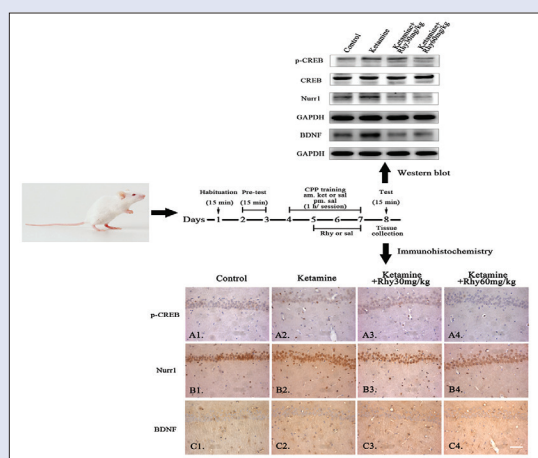 Control Ketamine Ketamine+ Rhy30mg/kg Ketamine+ Rhy60mg/kg
p-CREB
CREB
Nurr1
GAPDH
BDNF
GAPDH
Western blot
Habituation (15 min)
Pre-test (15 min)
CPP training
am. ket or sal
pm. sal
(1 h/ session)
Test
(15 min)
Days 1 2 3 4 5 6 7 8
Rhy or sal
Tissue
collection
Immunohistochemistry
Control Ketamine Ketamine +Rhy30mg/kg Ketamine +Rhy60mg/kg
p-CREB
A1. A2. A3. A4.
Nurr1
B1. B2. B3. B4.
BDNF
C1. C2. C3. C4.